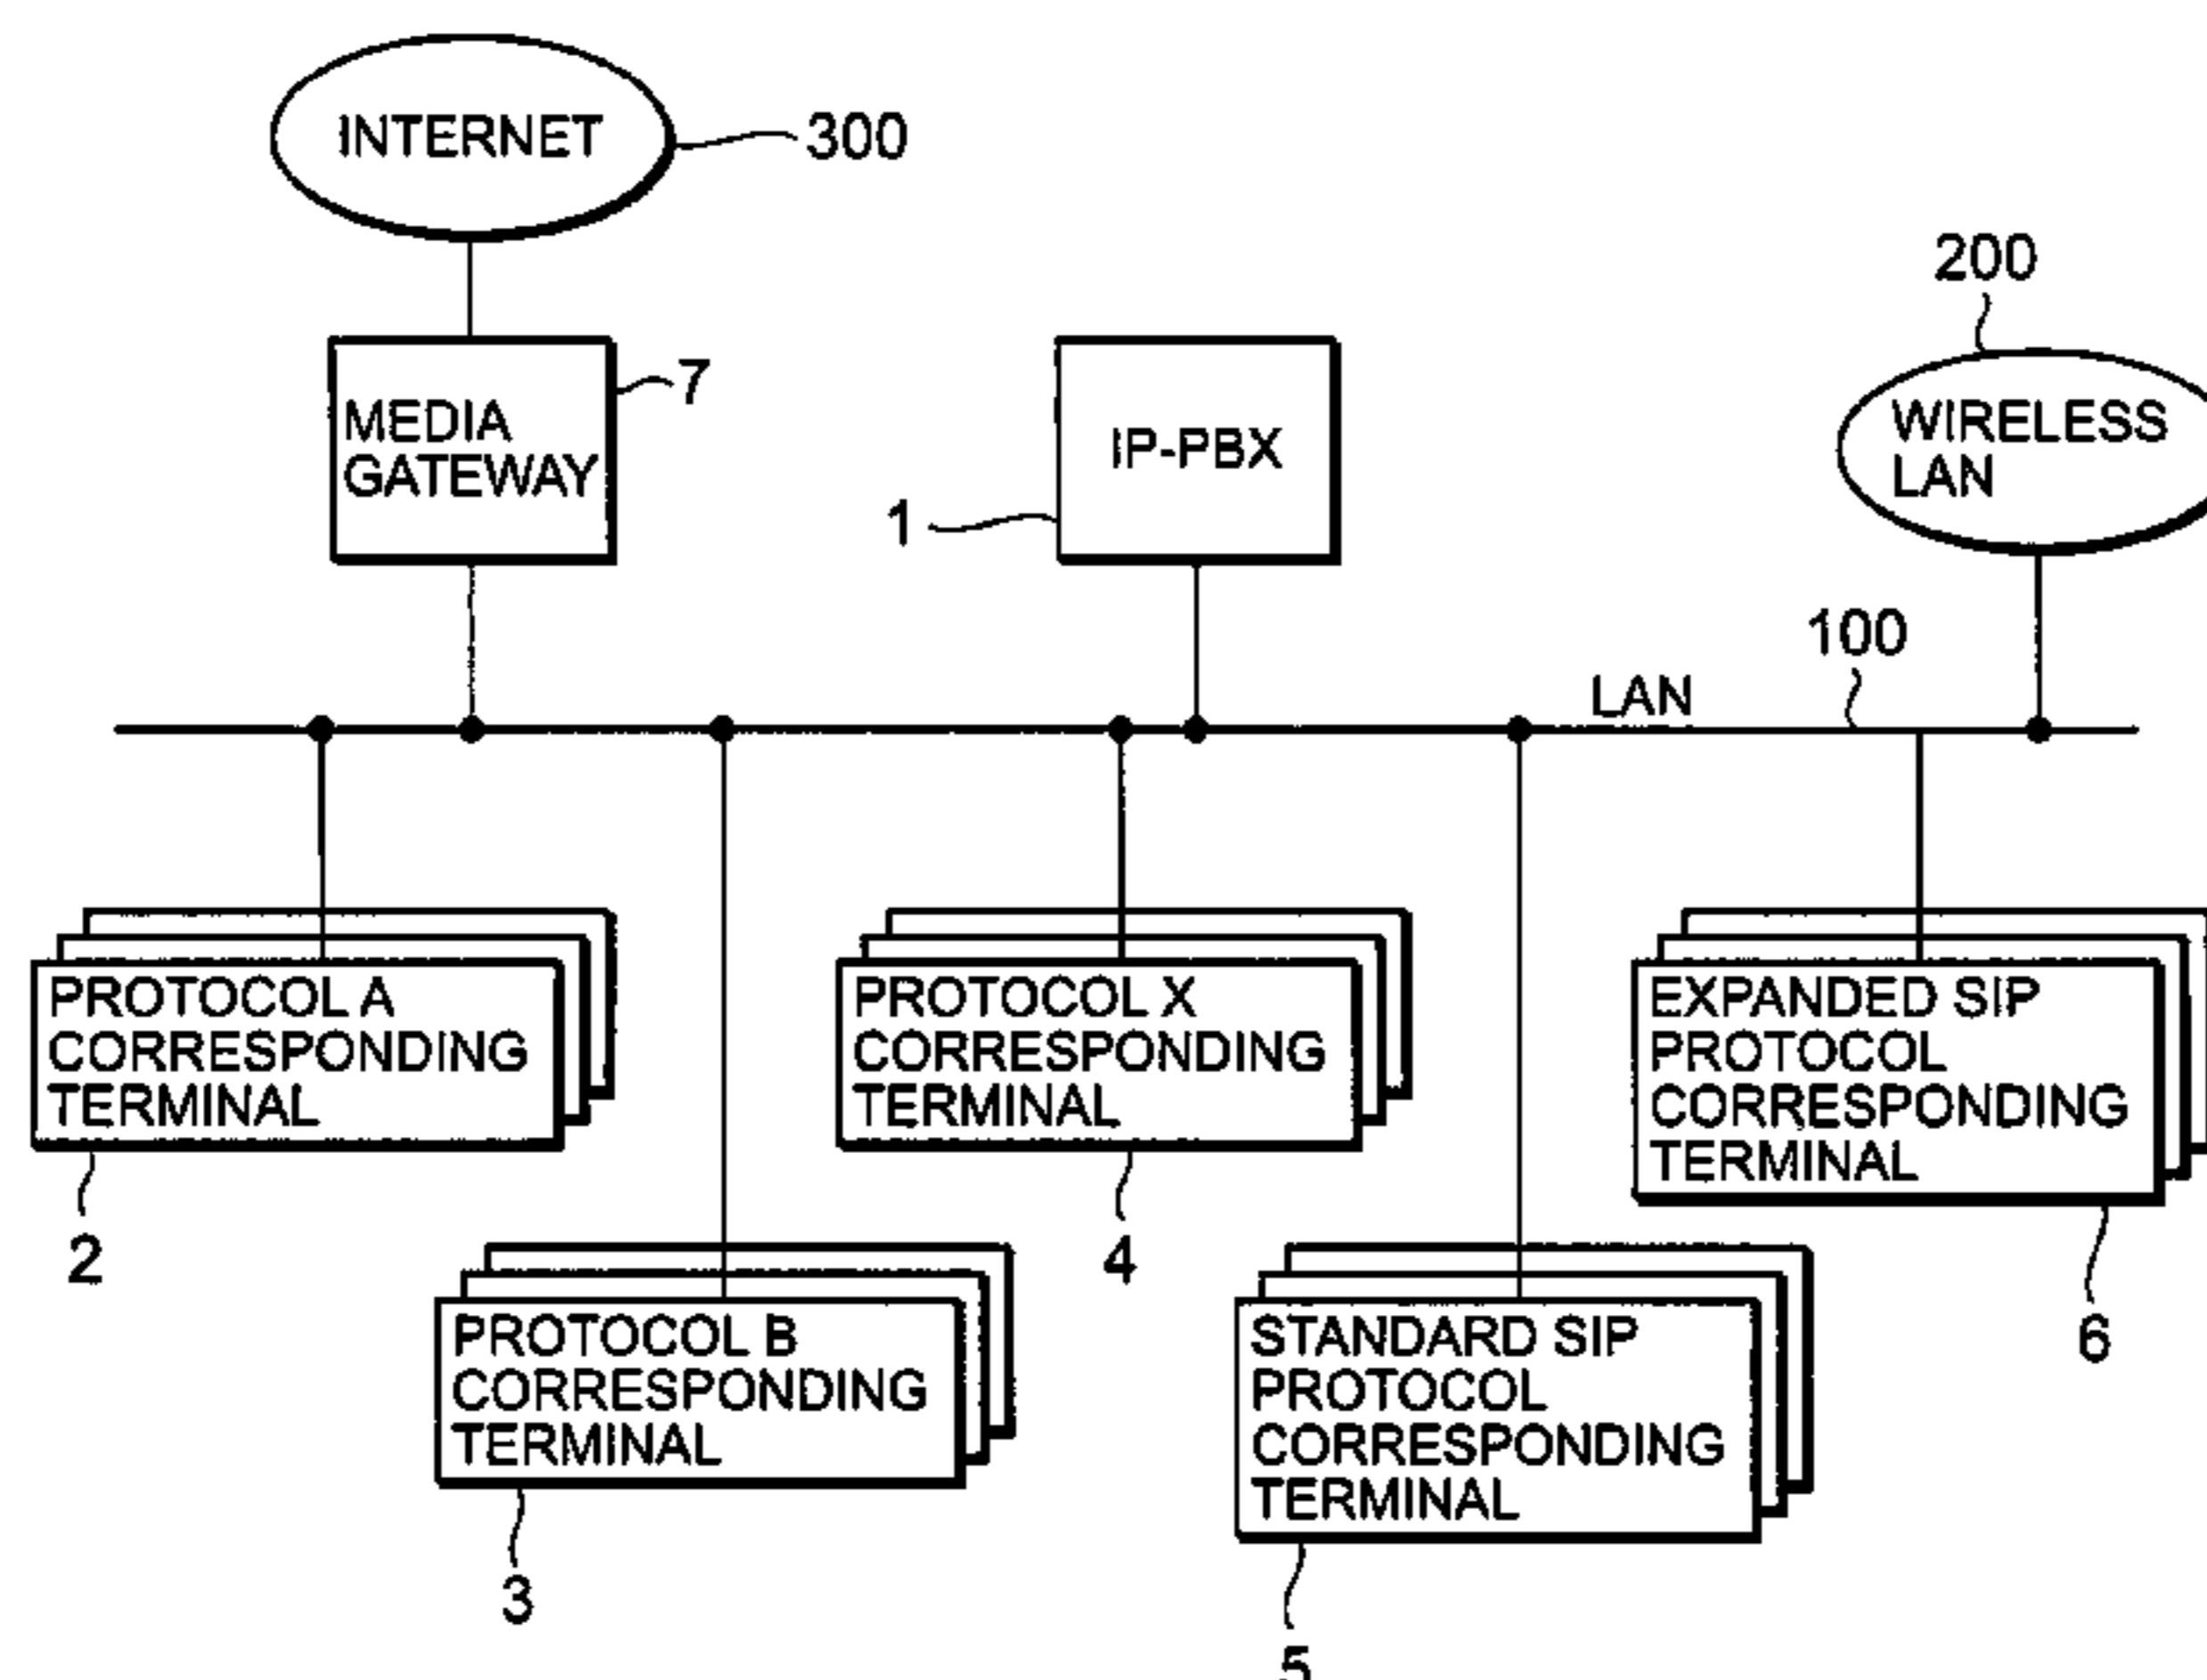 INTERNET
300
200
MEDIA
GATEWAY
7
IP-PBX
1
WIRELESS
LAN
100
LAN
PROTOCOL A
CORRESPONDING
TERMINAL
2
PROTOCOL X
CORRESPONDING
TERMINAL
4
EXPANDED SIP
PROTOCOL
CORRESPONDING
TERMINAL
6
PROTOCOL B
CORRESPONDING
TERMINAL
3
STANDARD SIP
PROTOCOL
CORRESPONDING
TERMINAL
5